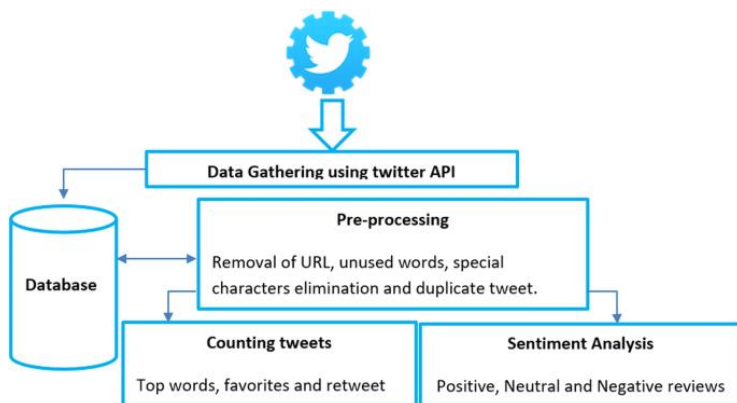 Data Gathering using twitter API
Pre-processing
Removal of URL, unused words, special
characters elimination and duplicate tweet.
Database
Counting tweets
Top words, favorites and retweet
Sentiment Analysis
Positive, Neutral and Negative reviews